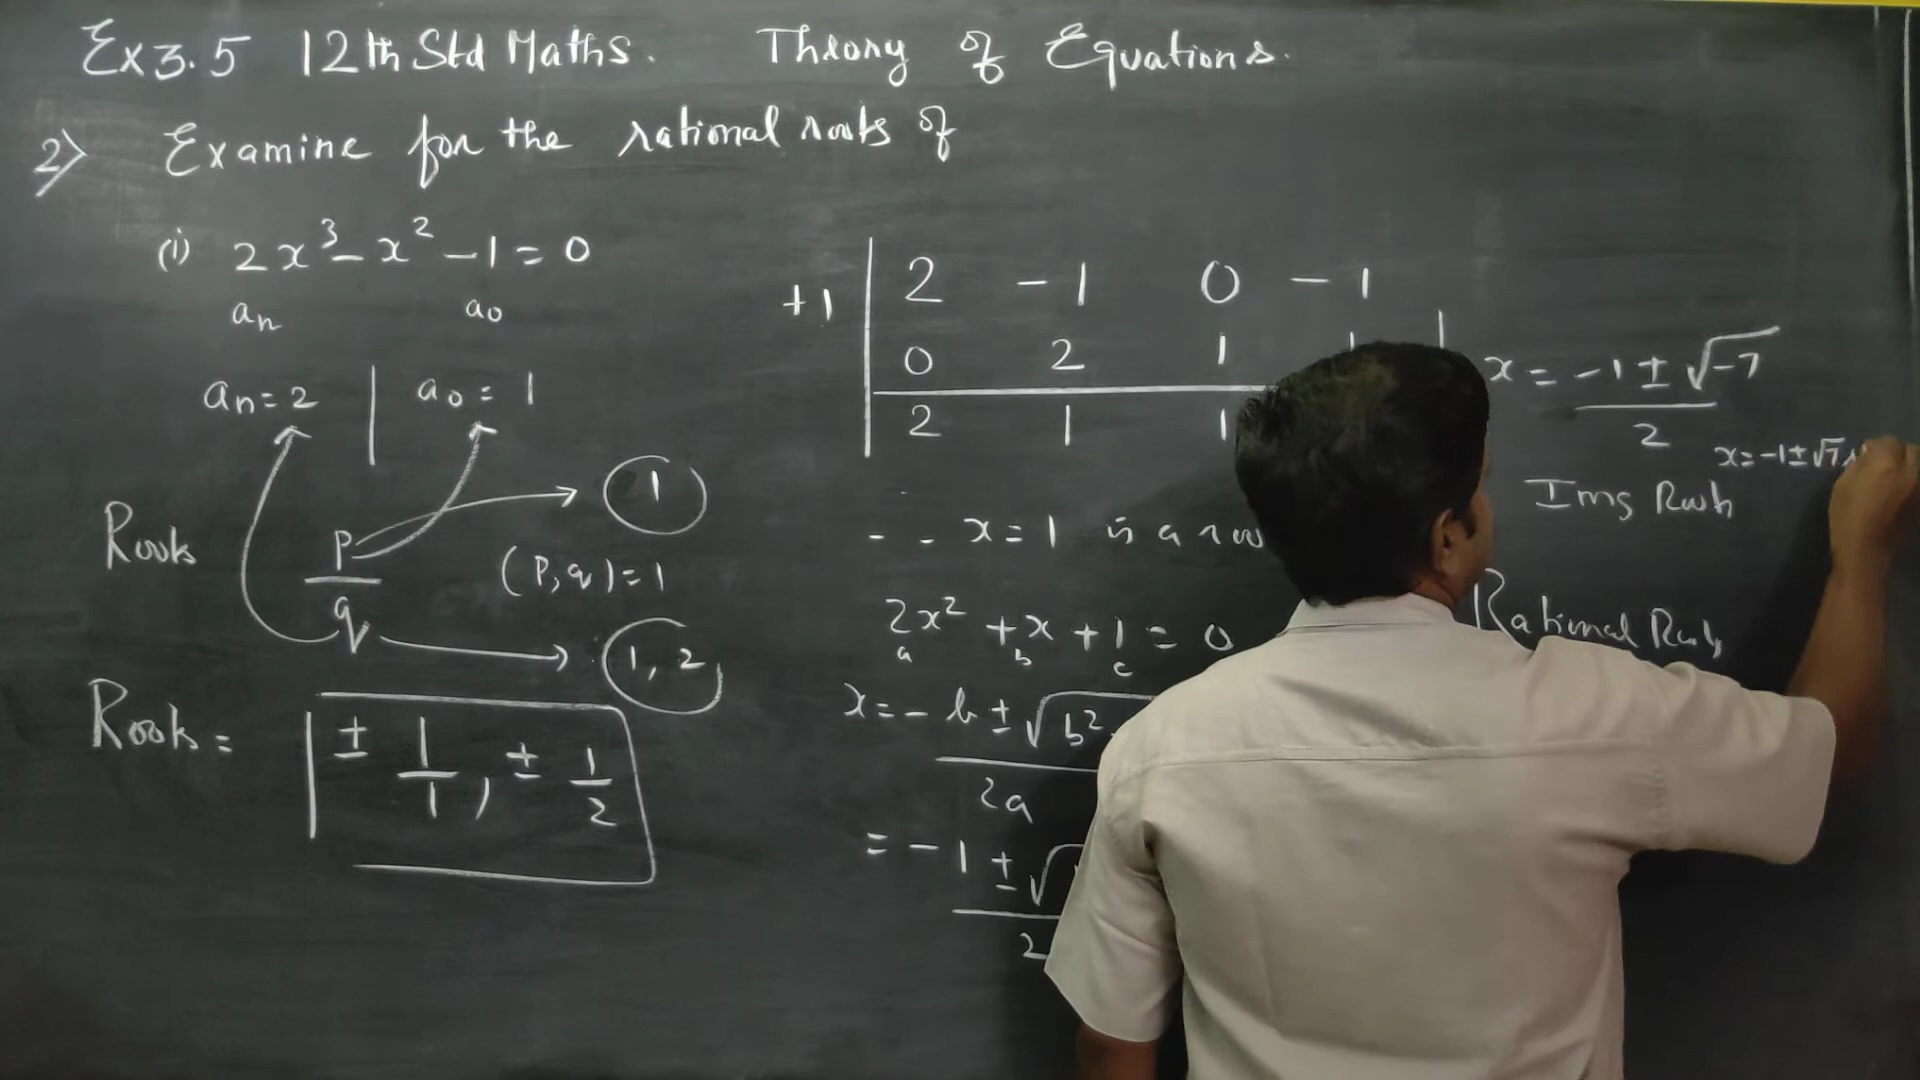 Ex 3.5 12th Std Maths. Theory of Equations.
2) Examine for the rational roots of
(i) 2x³ - x² - 1 = 0
an a0
an = 2 | a0 = 1
Roots p/q
(p, q) = 1
1
1, 2
Roots = ± 1/1, ± 1/2
+1 | 2 -1 0 -1
0 2 1 1
2 1 1
x = 1 is a
2x² + x + 1 = 0
a b c
x = - b ± √b²
2a
= - 1 ± √
2
x = -1 ± √-7
2
x = -1 ± √7
Img
Rational